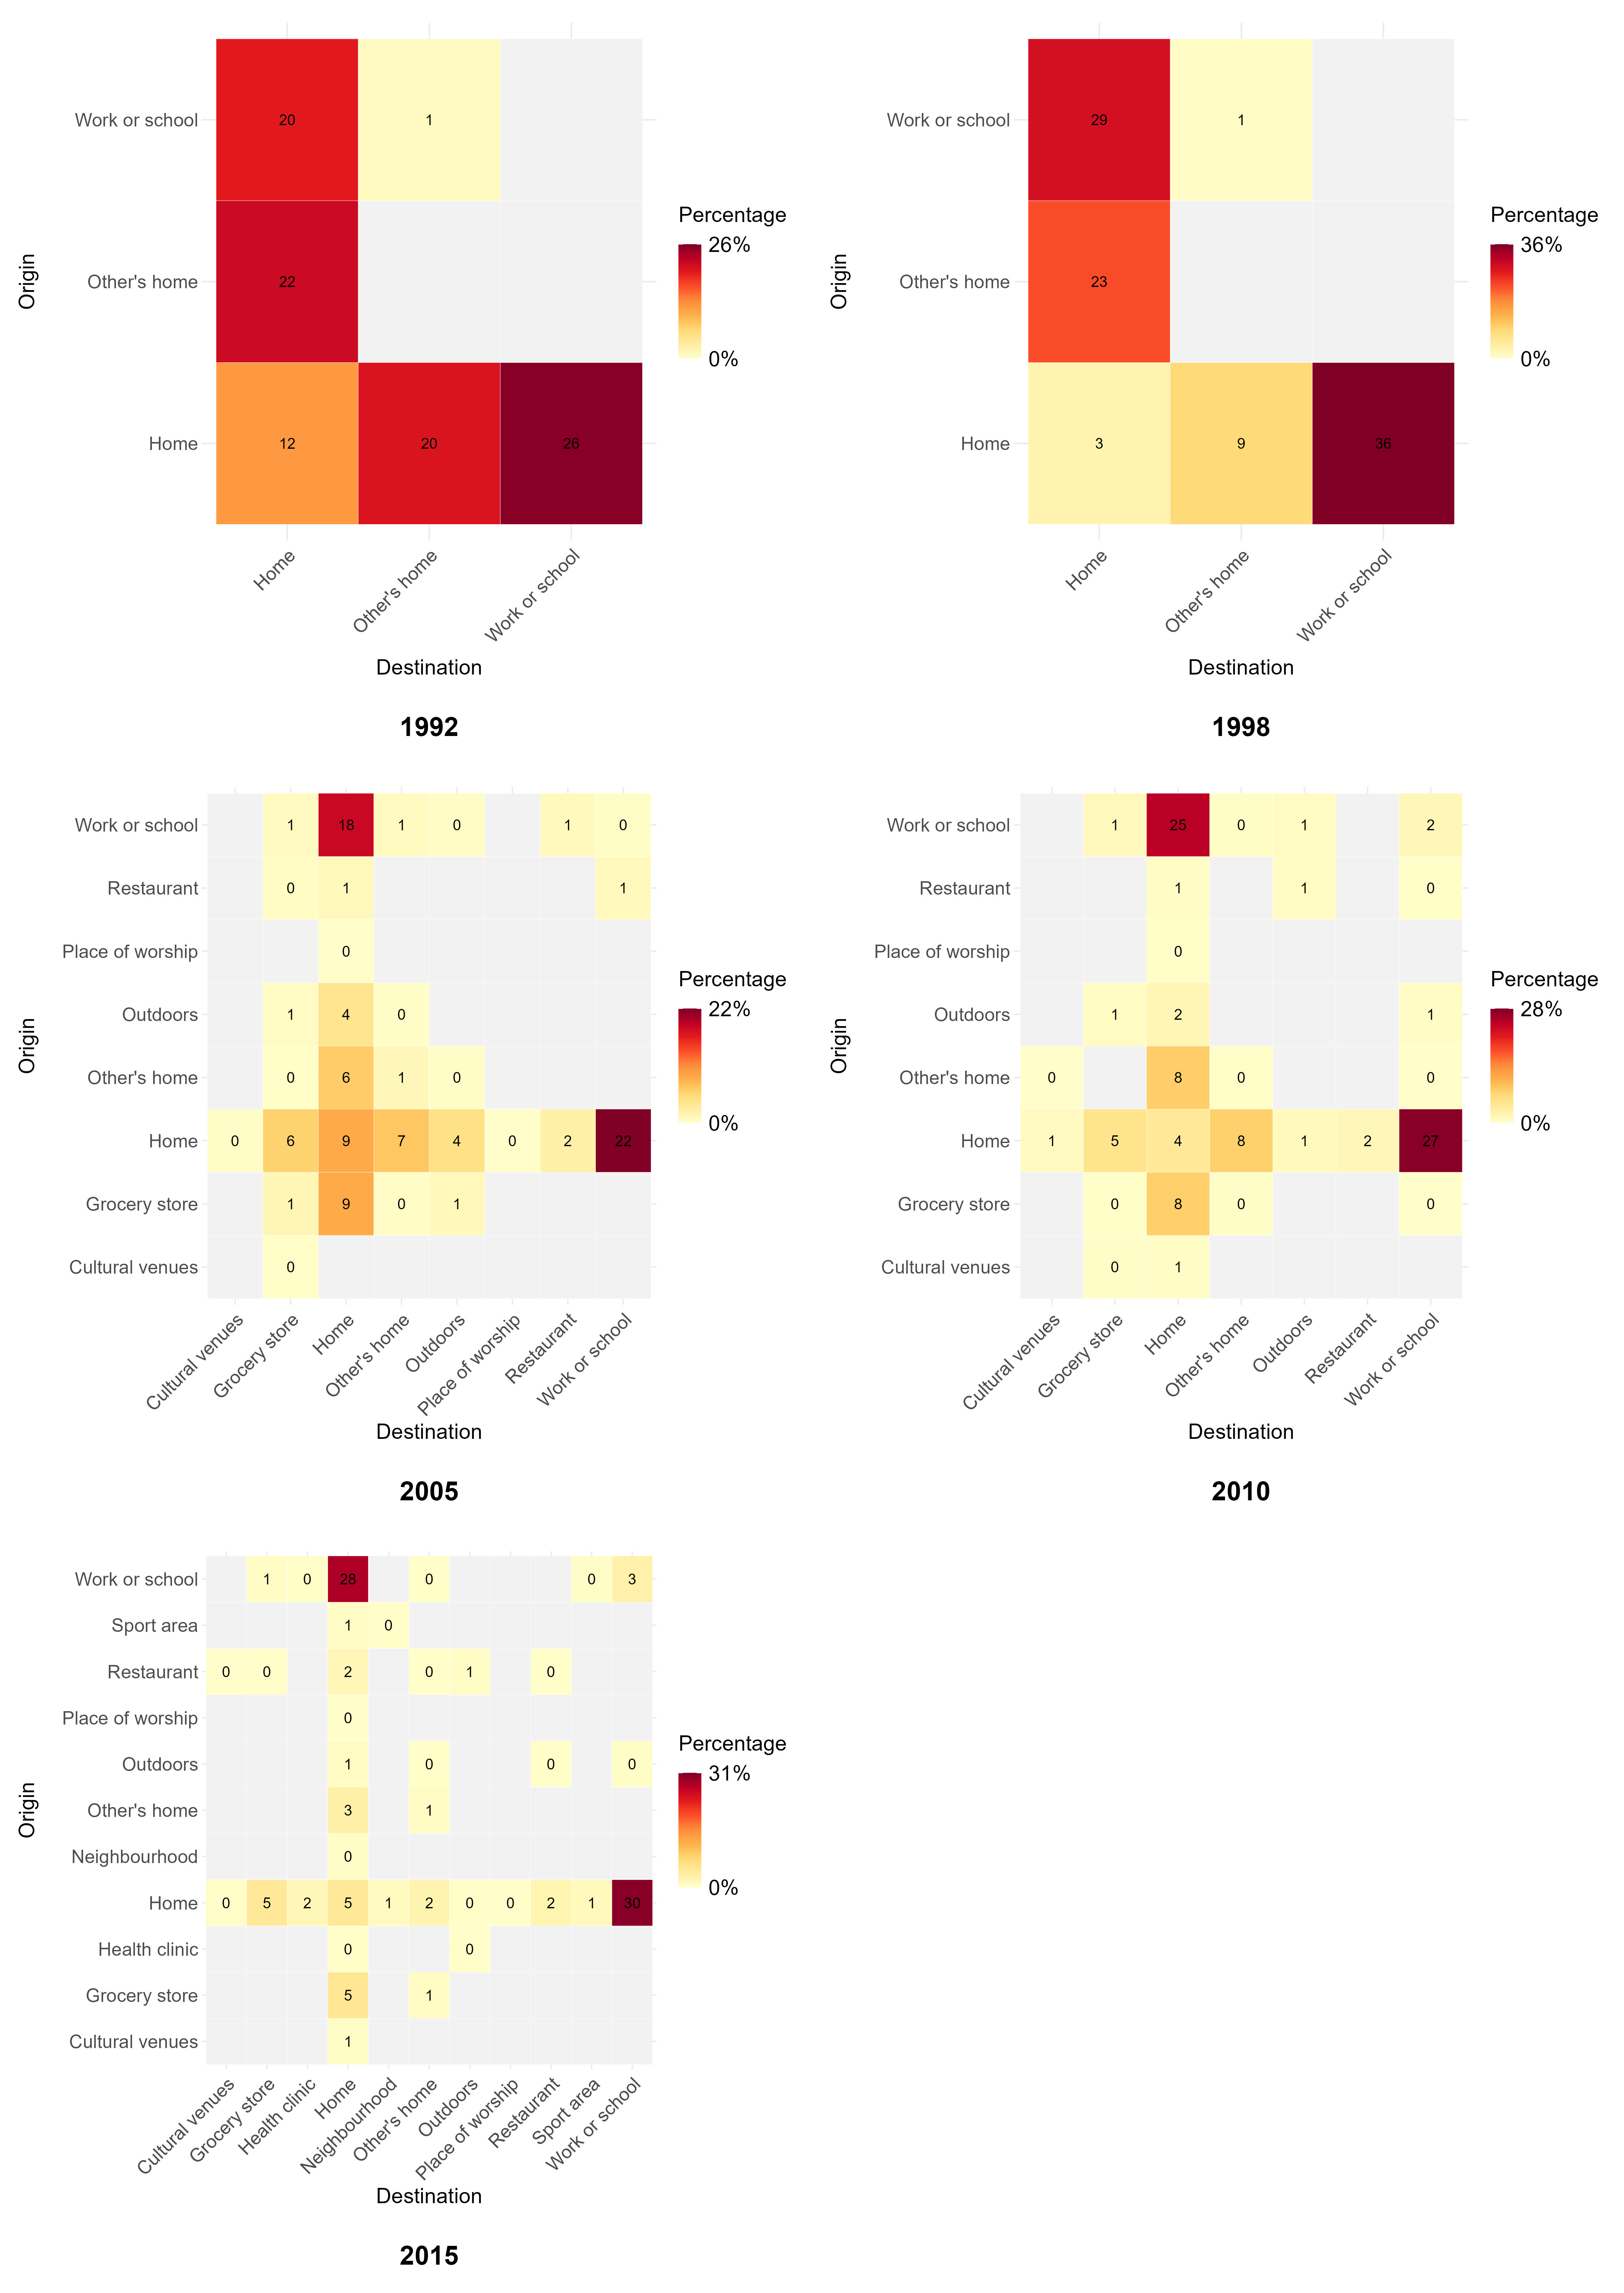 Origin
Work or school
20 1
Other's home
22
Home
12 20 26
Home Other's home Work or school
Destination
Percentage
26%
0%
1992
Origin
Work or school
29 1
Other's home
23
Home
3 9 36
Home Other's home Work or school
Destination
Percentage
36%
0%
1998
Origin
Work or school
1 18 1 0 1 0
Restaurant
0 1 1
Place of worship
0
Outdoors
1 4 0
Other's home
0 6 1 0
Home
0 6 9 7 4 0 2 22
Grocery store
1 9 0 1
Cultural venues
0
Cultural venues Grocery store Home Other's home Outdoors Place of worship Restaurant Work or school
Destination
Percentage
22%
0%
2005
Origin
Work or school
1 25 0 1 2
Restaurant
1 1 0
Place of worship
0
Outdoors
1 2 1
Other's home
0 8 0 0
Home
1 5 4 8 1 2 27
Grocery store
0 8 0 0
Cultural venues
0 1
Cultural venues Grocery store Home Other's home Outdoors Restaurant Work or school
Destination
Percentage
28%
0%
2010
Origin
Work or school
1 0 28 0 0 3
Sport area
1 0
Restaurant
0 0 2 0 1 0
Place of worship
0
Outdoors
1 0 0 0
Other's home
3 1
Neighbourhood
0
Home
0 5 2 5 1 2 0 0 2 1 30
Health clinic
0 0
Grocery store
5 1
Cultural venues
1
Cultural venues Grocery store Health clinic Home Neighbourhood Other's home Outdoors Place of worship Restaurant Sport area Work or school
Destination
Percentage
31%
0%
2015